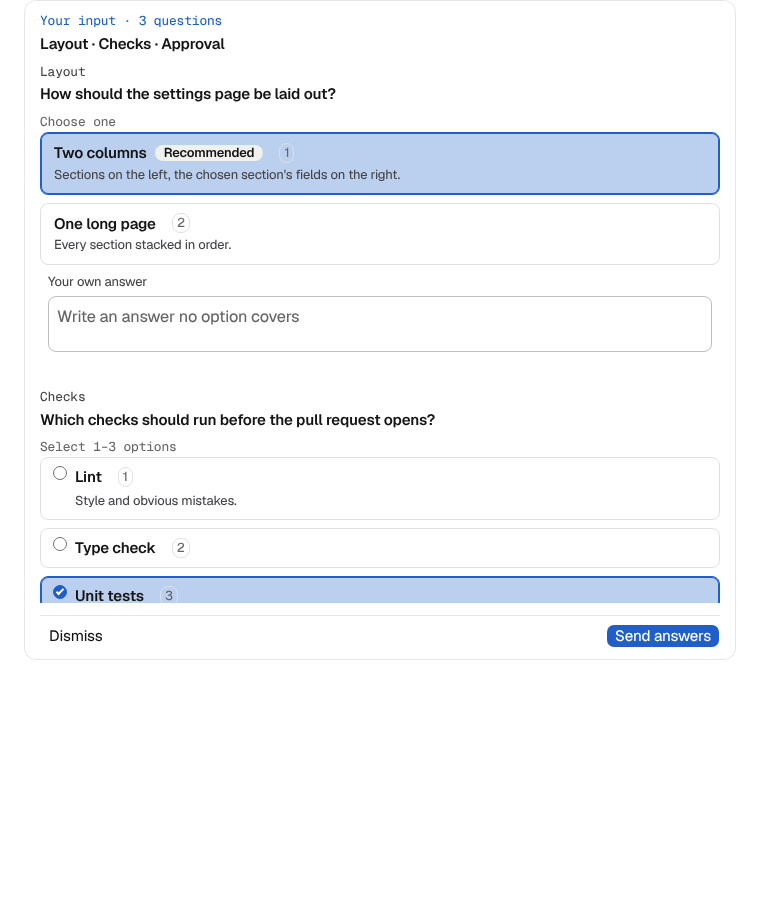 Your input · 3 questions
Layout · Checks · Approval
Layout
How should the settings page be laid out?
Choose one
Two columns Recommended 1
Sections on the left, the chosen section's fields on the right.
One long page 2
Every section stacked in order.
Your own answer
Write an answer no option covers
Checks
Which checks should run before the pull request opens?
Select 1–3 options
Lint 1
Style and obvious mistakes.
Type check 2
Unit tests 3
Dismiss Send answers